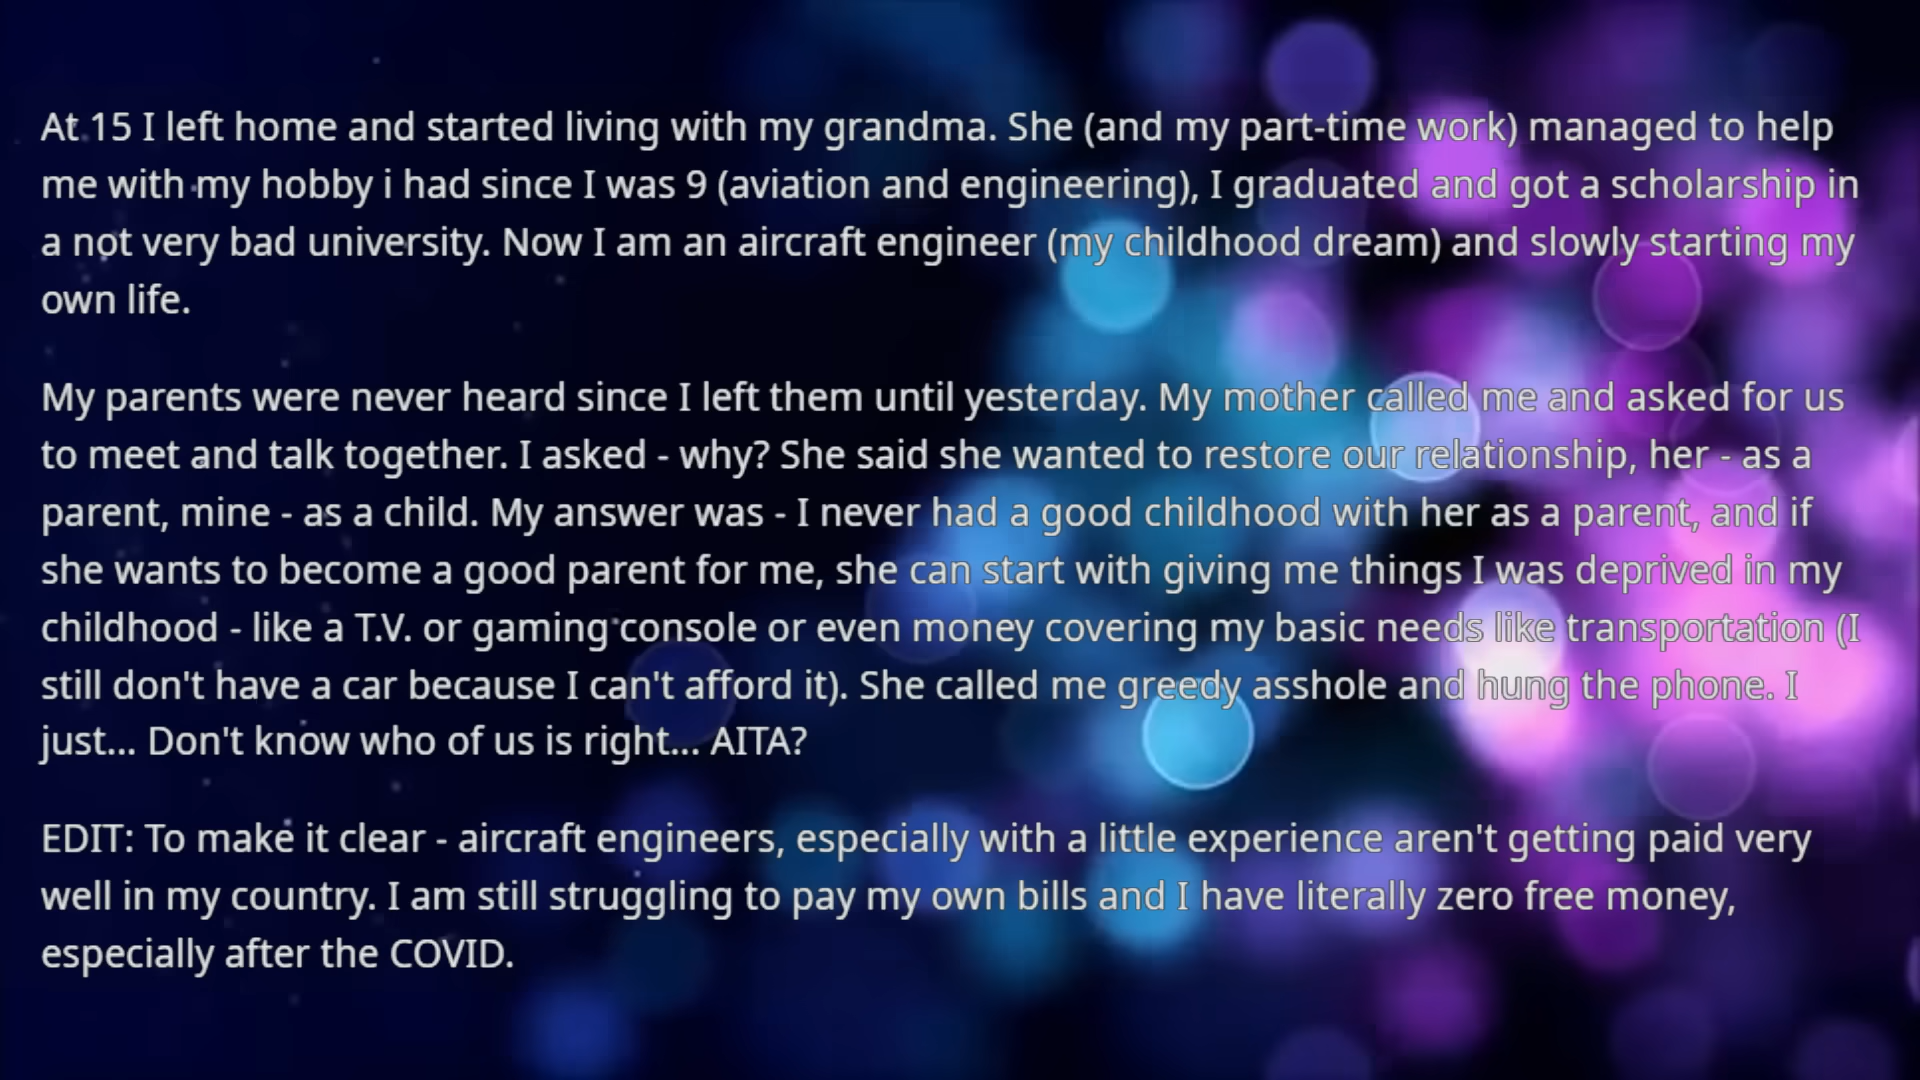 At 15 I left home and started living with my grandma. She (and my part-time work) managed to help
me with my hobby i had since I was 9 (aviation and engineering), I graduated and got a scholarship in
a not very bad university. Now I am an aircraft engineer (my childhood dream) and slowly starting my
own life.
My parents were never heard since I left them until yesterday. My mother called me and asked for us
to meet and talk together. I asked - why? She said she wanted to restore our relationship, her - as a
parent, mine - as a child. My answer was - I never had a good childhood with her as a parent, and if
she wants to become a good parent for me, she can start with giving me things I was deprived in my
childhood - like a T.V. or gaming console or even money covering my basic needs like transportation (I
still don't have a car because I can't afford it). She called me greedy asshole and hung the phone. I
just... Don't know who of us is right... AITA?
EDIT: To make it clear - aircraft engineers, especially with a little experience aren't getting paid very
well in my country. I am still struggling to pay my own bills and I have literally zero free money,
especially after the COVID.